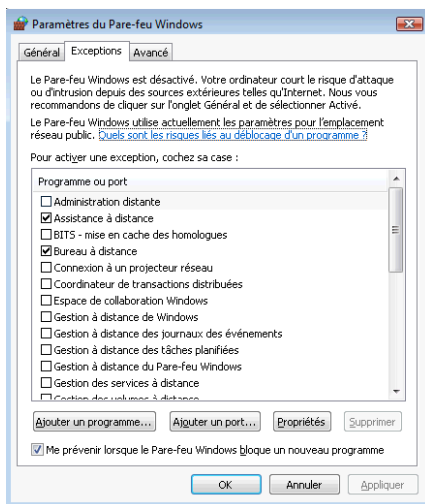 Paramètres du Pare-feu Windows
Général Exceptions Avancé
Le Pare-feu Windows est désactivé. Votre ordinateur court le risque d'attaque
ou d'intrusion depuis des sources extérieures telles qu'Internet. Nous vous
recommandons de cliquer sur l'onglet Général et de sélectionner Activé.
Le Pare-feu Windows utilise actuellement les paramètres pour l'emplacement
réseau public. Quels sont les risques liés au déblocage d'un programme ?
Pour activer une exception, cochez sa case :
Programme ou port
Administration distante
Assistance à distance
BITS - mise en cache des homologues
Bureau à distance
Connexion à un projecteur réseau
Coordinateur de transactions distribuées
Espace de collaboration Windows
Gestion à distance de Windows
Gestion à distance des journaux des événements
Gestion à distance des tâches planifiées
Gestion à distance du Pare-feu Windows
Gestion des services à distance
Gestion des volumes à distance
Ajouter un programme... Ajouter un port... Propriétés Supprimer
Me prévenir lorsque le Pare-feu Windows bloque un nouveau programme
OK Annuler Appliquer